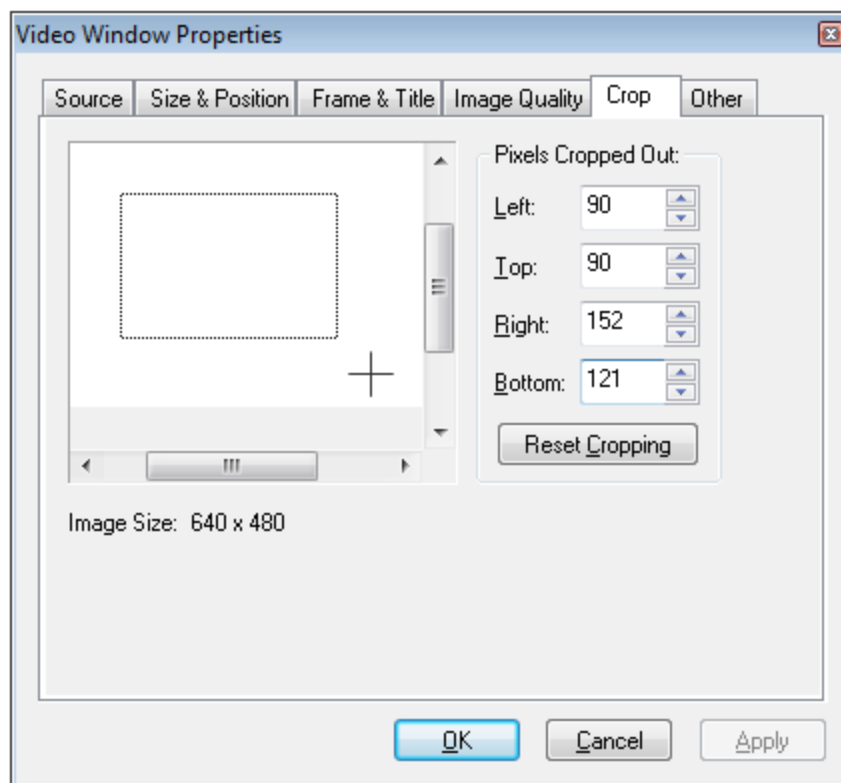 Video Window Properties
Source Size & Position Frame & Title Image Quality Crop Other
Pixels Cropped Out:
Left: 90
Top: 90
Right: 152
Bottom: 121
Reset Cropping
Image Size: 640 x 480
OK Cancel Apply